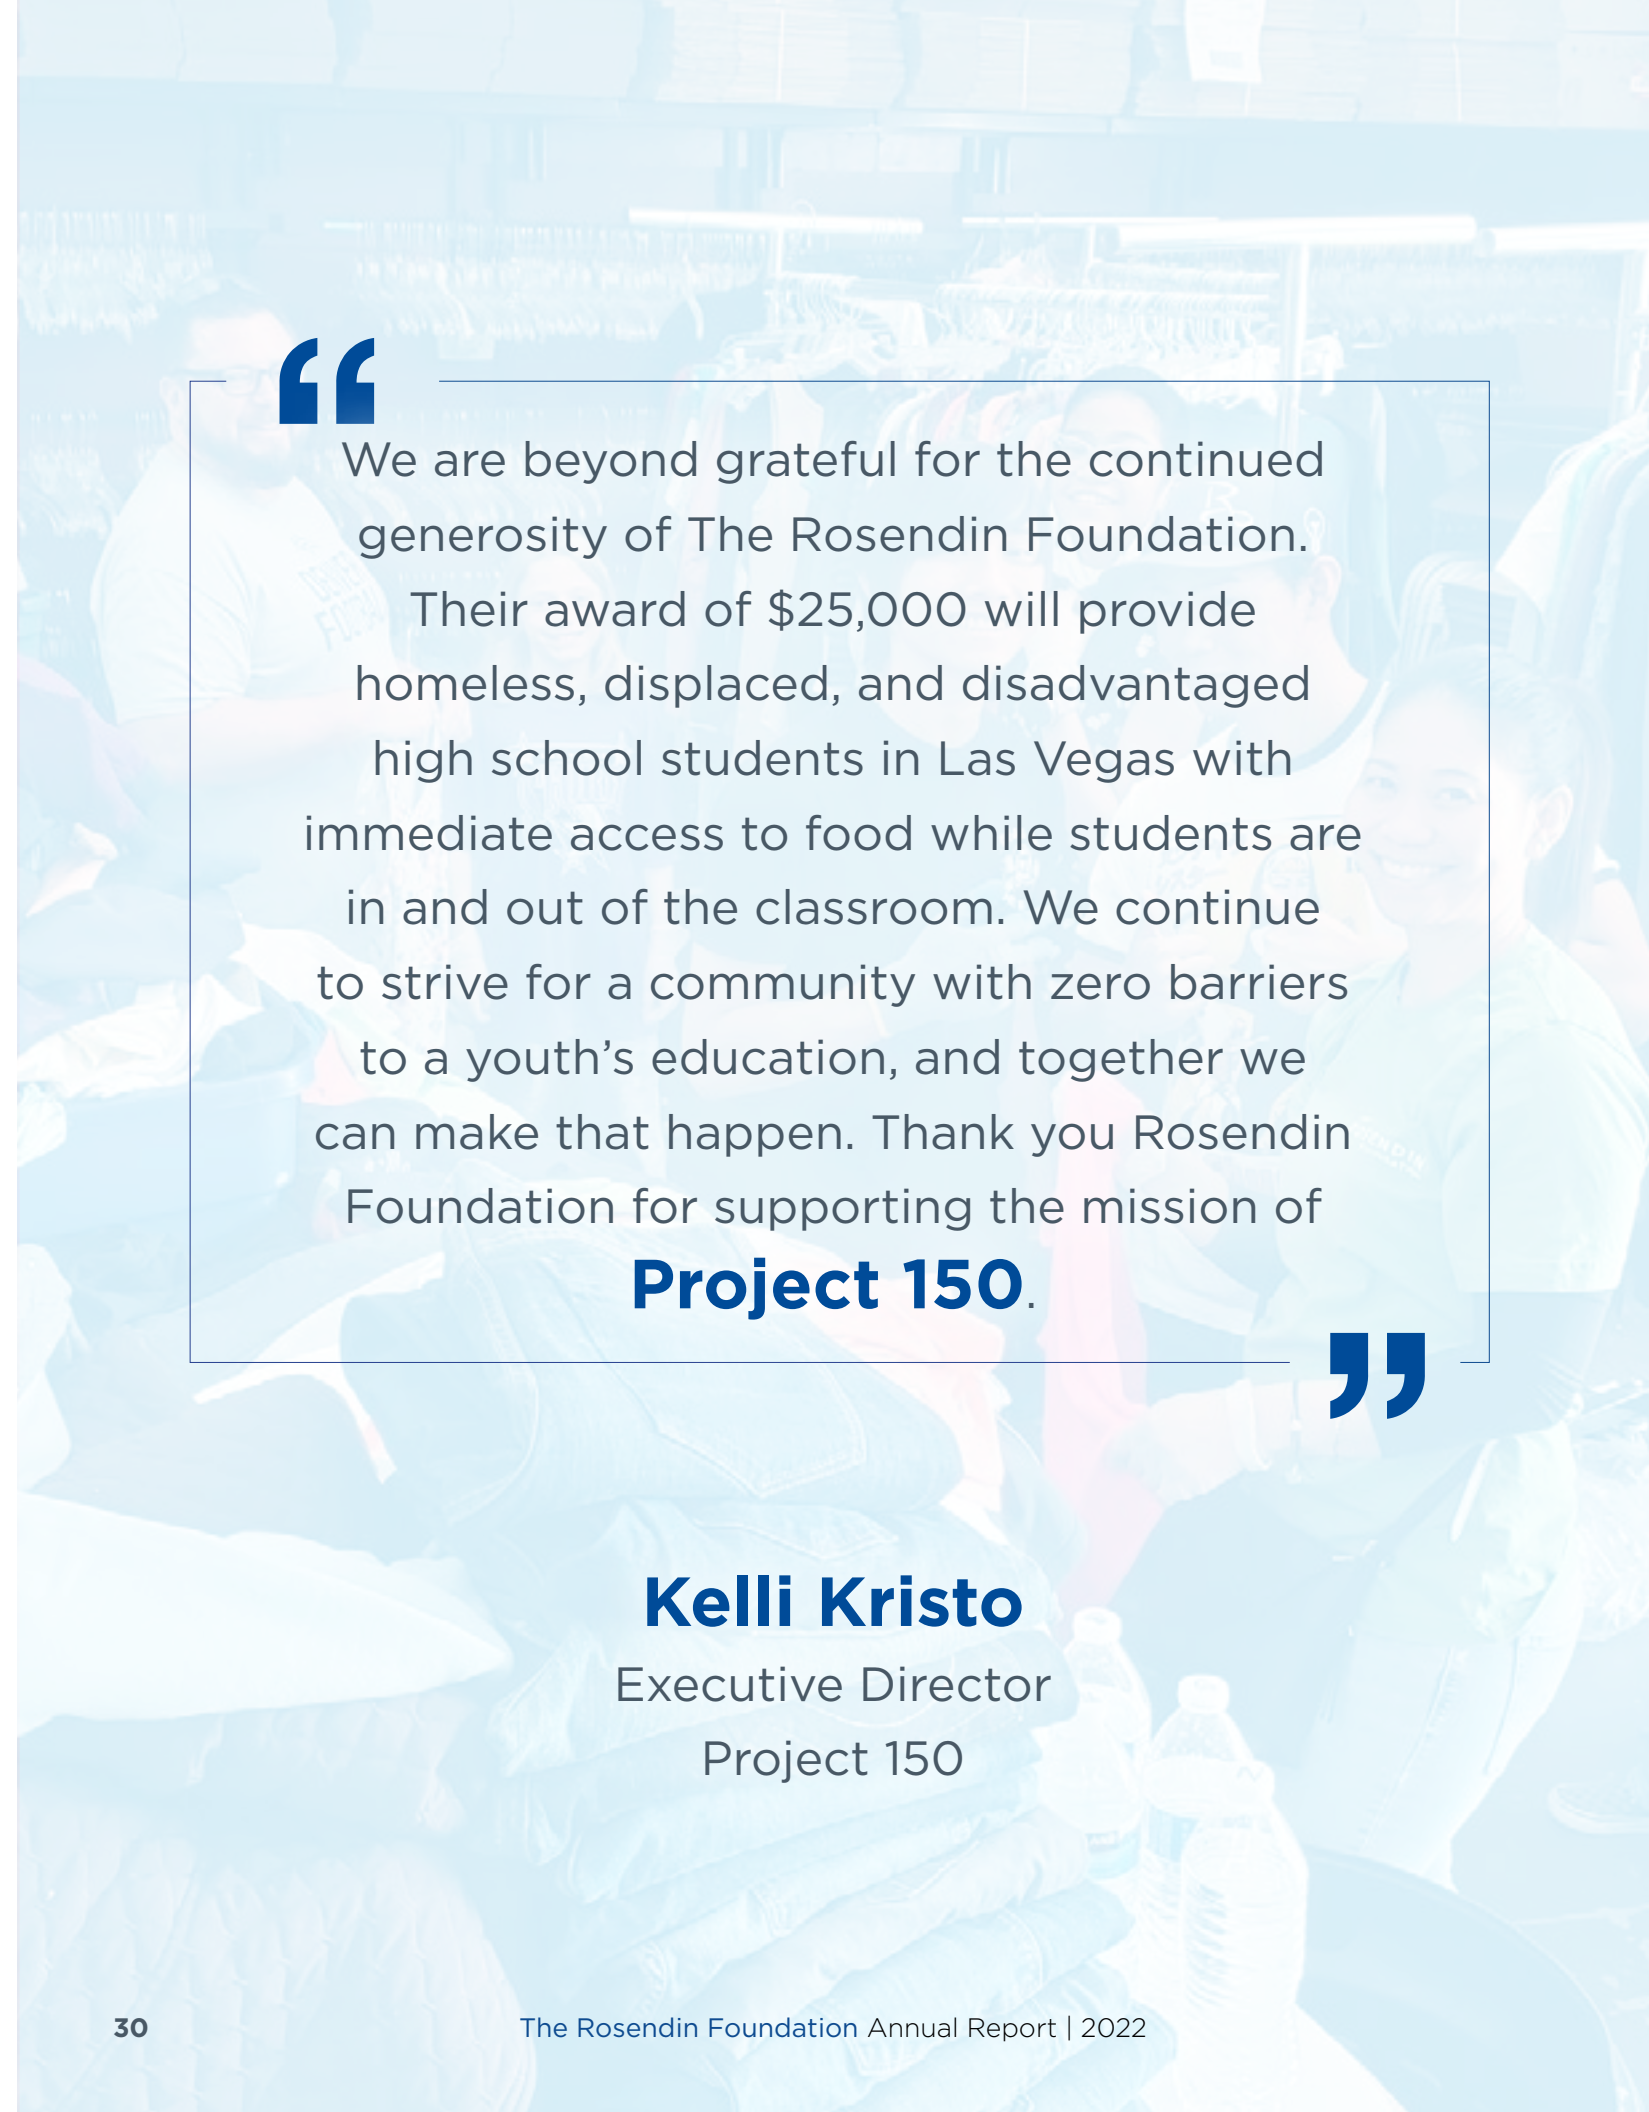 “
We are beyond grateful for the continued
generosity of The Rosendin Foundation.
Their award of $25,000 will provide
homeless, displaced, and disadvantaged
high school students in Las Vegas with
immediate access to food while students are
in and out of the classroom. We continue
to strive for a community with zero barriers
to a youth’s education, and together we
can make that happen. Thank you Rosendin
Foundation for supporting the mission of
Project 150.
”
Kelli Kristo
Executive Director
Project 150
30
The Rosendin Foundation Annual Report | 2022